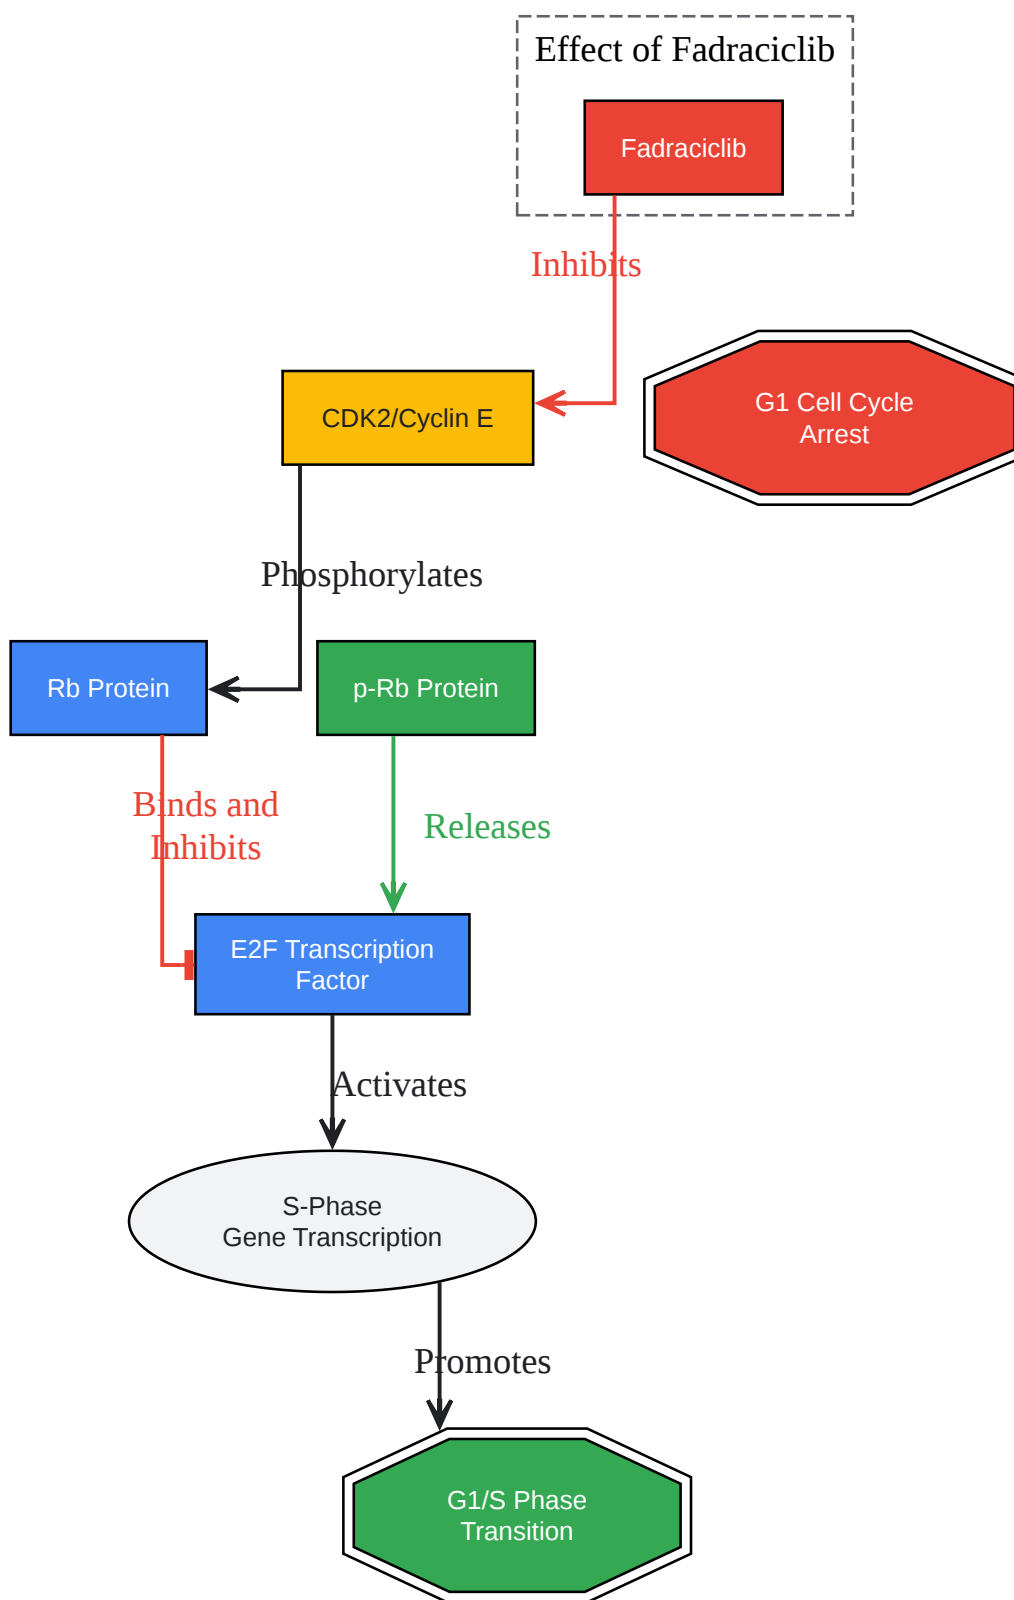 Effect of Fadraciclib
Fadraciclib
Inhibits
CDK2/Cyclin E
G1 Cell Cycle
Arrest
Phosphorylates
Rb Protein
p-Rb Protein
Binds and
Inhibits
Releases
E2F Transcription
Factor
Activates
S-Phase
Gene Transcription
Promotes
G1/S Phase
Transition